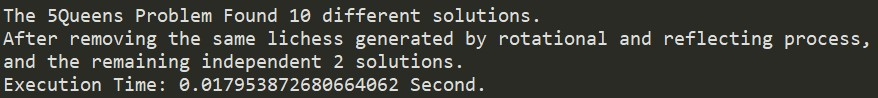 The 5Queens Problem Found 10 different solutions.
After removing the same lichess generated by rotational and reflecting process,
and the remaining independent 2 solutions.
Execution Time: 0.017953872680664062 Second.